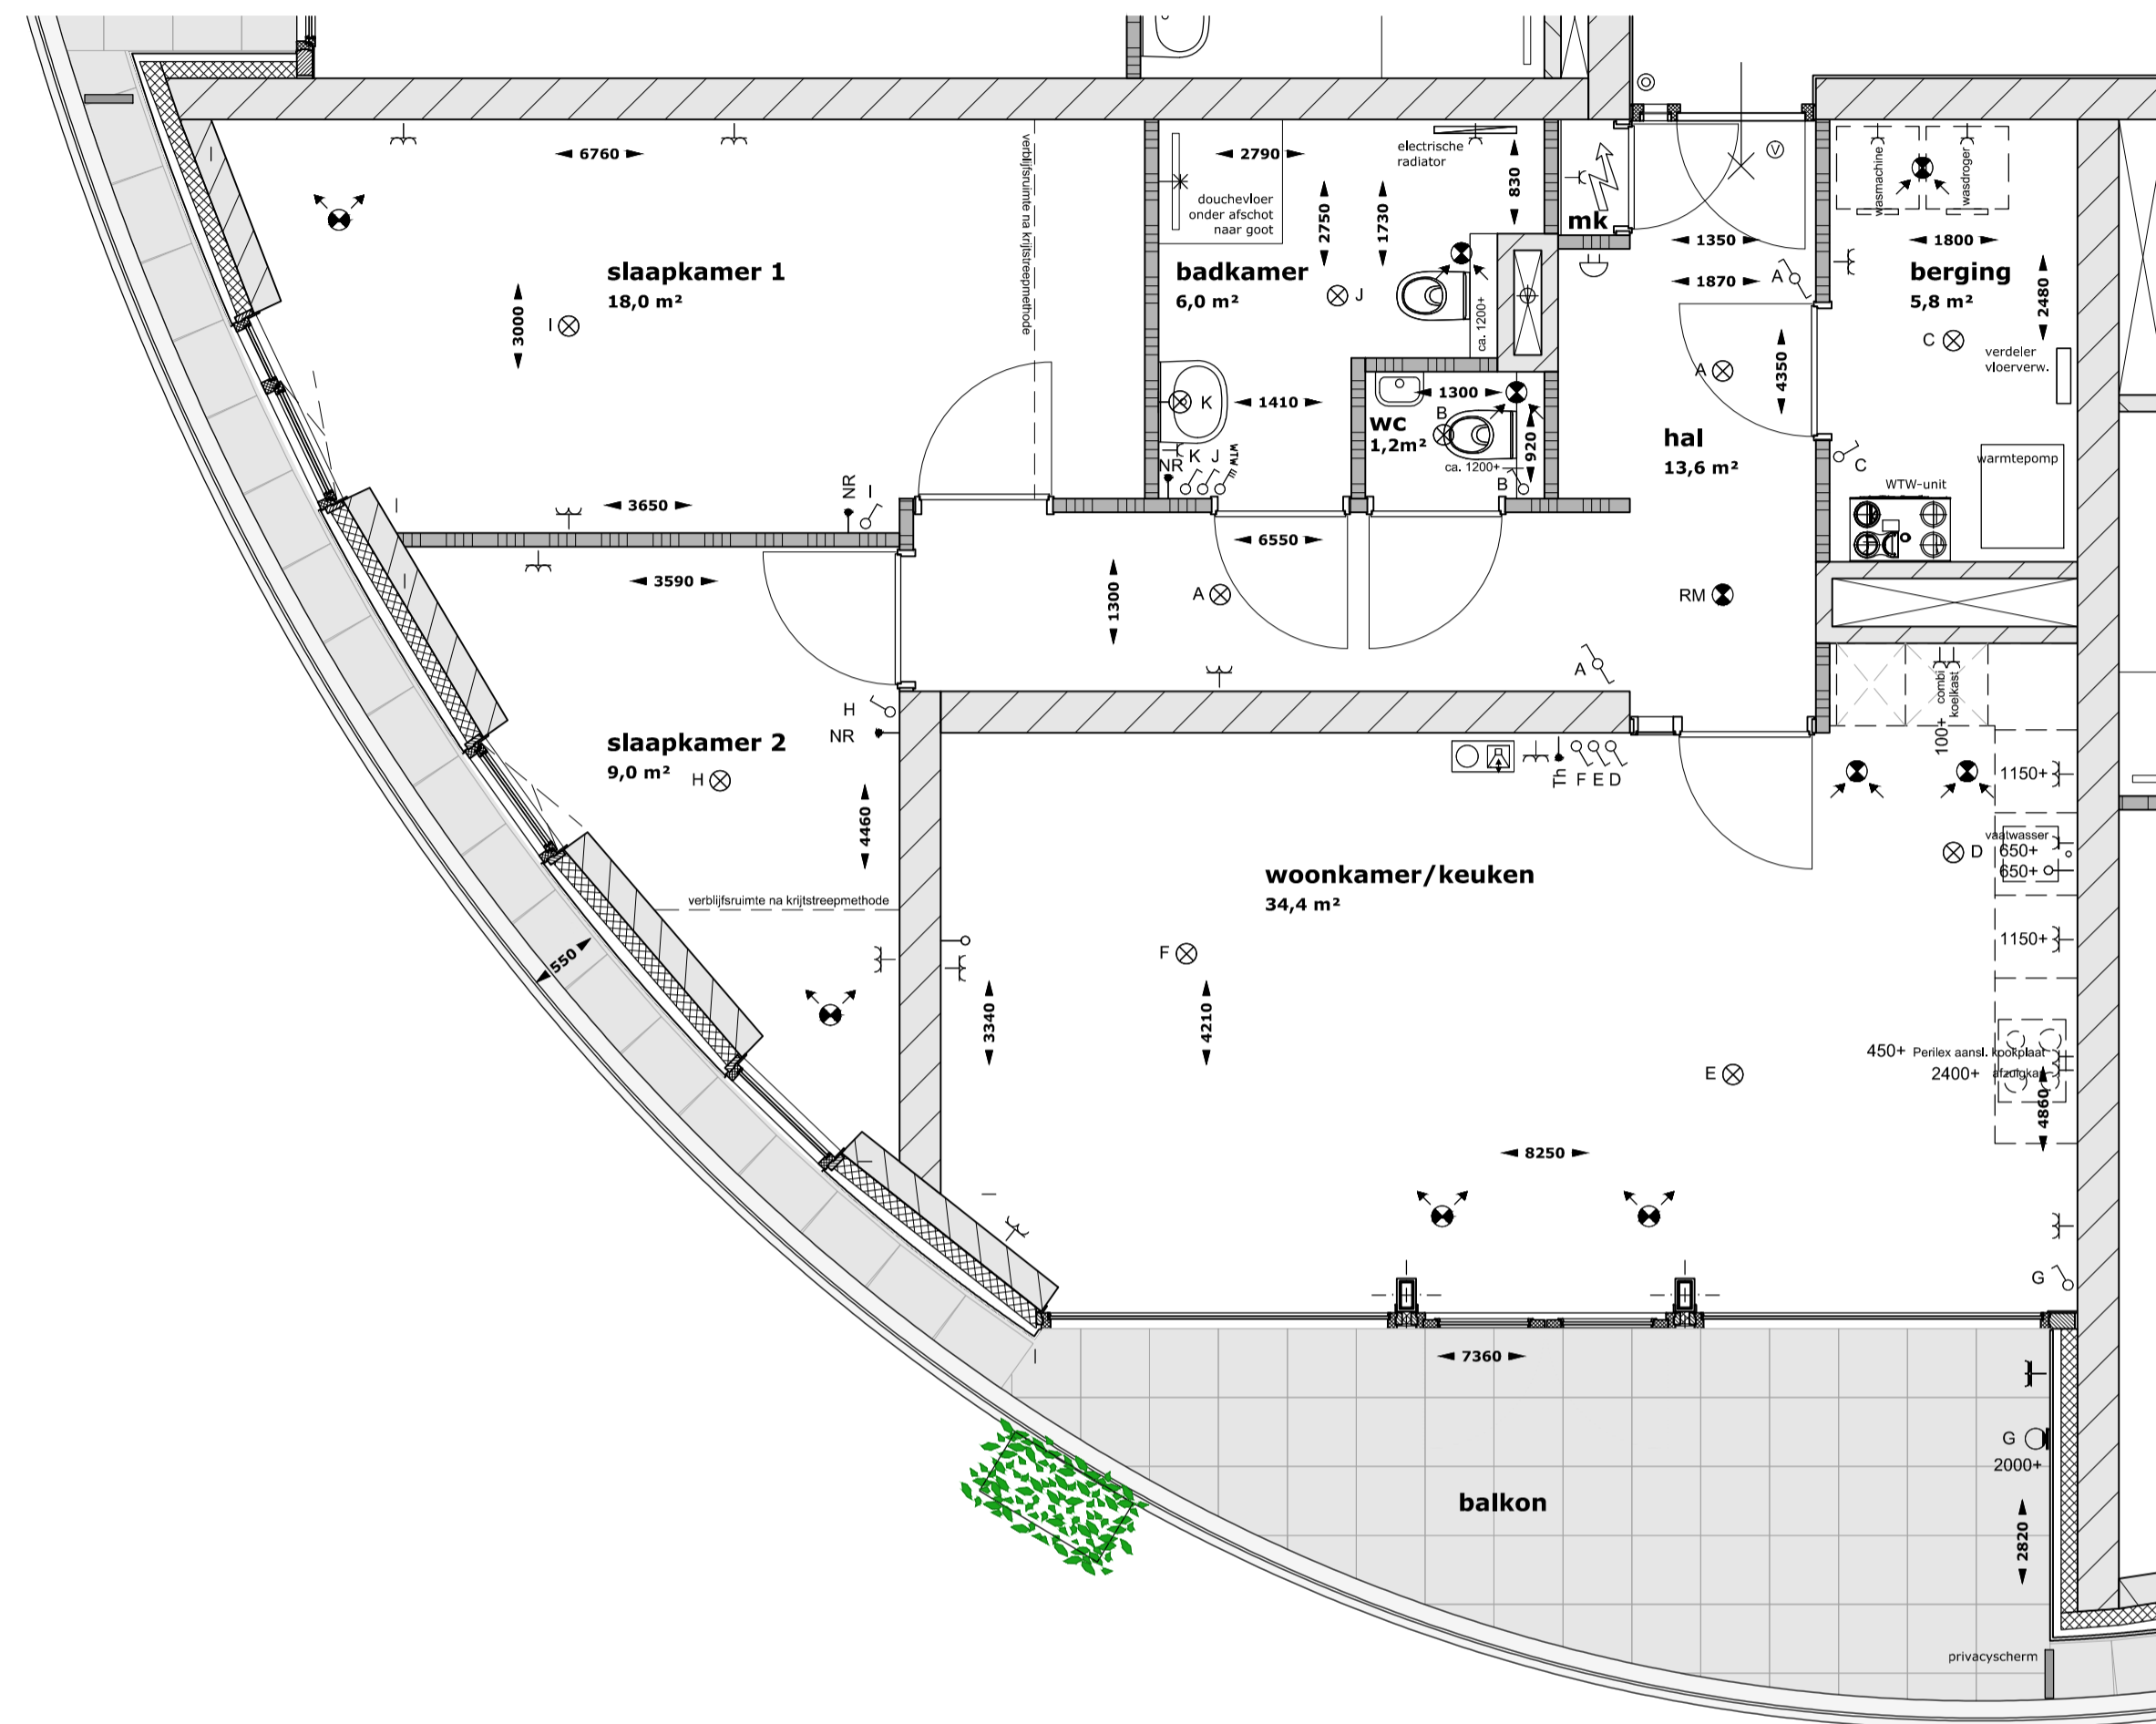 6760
verblijfsruimte na krijtstreepmethode
2790
electrische
radiator
830
douchevloer
onder afschot
naar goot
2750
1730
mk
V
wasmachine
wasdroger
1350
1800
slaapkamer 1
18,0 m²
badkamer
6,0 m²
1870
A
berging
5,8 m²
2480
3000
I
J
ca. 1200+
C
verdeler
vloerverw.
A
4350
K
1410
1300
wc
1,2m²
B
920
ca. 1200+
B
hal
13,6 m²
C
warmtepomp
WTW-unit
NR
K
J
WTW
NR
I
3650
3590
6550
1300
A
RM
A
combi
koelkast
100+
H
NR
slaapkamer 2
9,0 m²
H
4460
Th
F
E
D
1150+
vaatwasser
650+
650+
D
woonkamer/keuken
34,4 m²
verblijfsruimte na krijtstreepmethode
1150+
F
550
3340
4210
450+ Perilex aansl. kookplaat
2400+ afzuigkap
E
4860
8250
G
7360
G
2000+
balkon
2820
privacyscherm